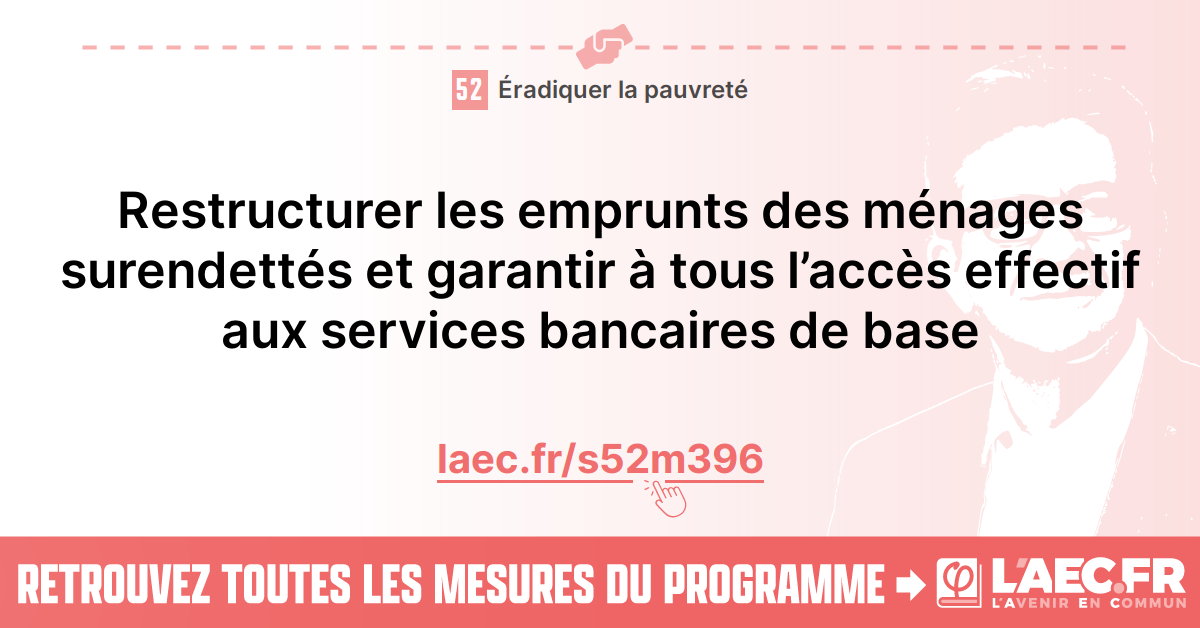 52 Éradiquer la pauvreté
Restructurer les emprunts des ménages
surendettés et garantir à tous l’accès effectif
aux services bancaires de base
laec.fr/s52m396
RETROUVEZ TOUTES LES MESURES DU PROGRAMME
φ L'AEC.FR
L'AVENIR EN COMMUN